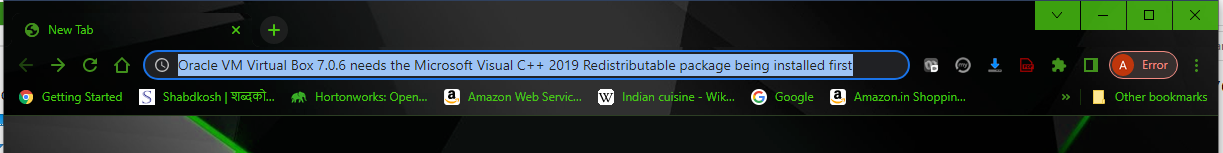 New Tab
Oracle VM Virtual Box 7.0.6 needs the Microsoft Visual C++ 2019 Redistributable package being installed first
my
A Error
Getting Started
S Shabdkosh | शब्दको...
Hortonworks: Open...
a Amazon Web Servic...
W Indian cuisine - Wik...
G Google
a Amazon.in Shoppin...
» Other bookmarks